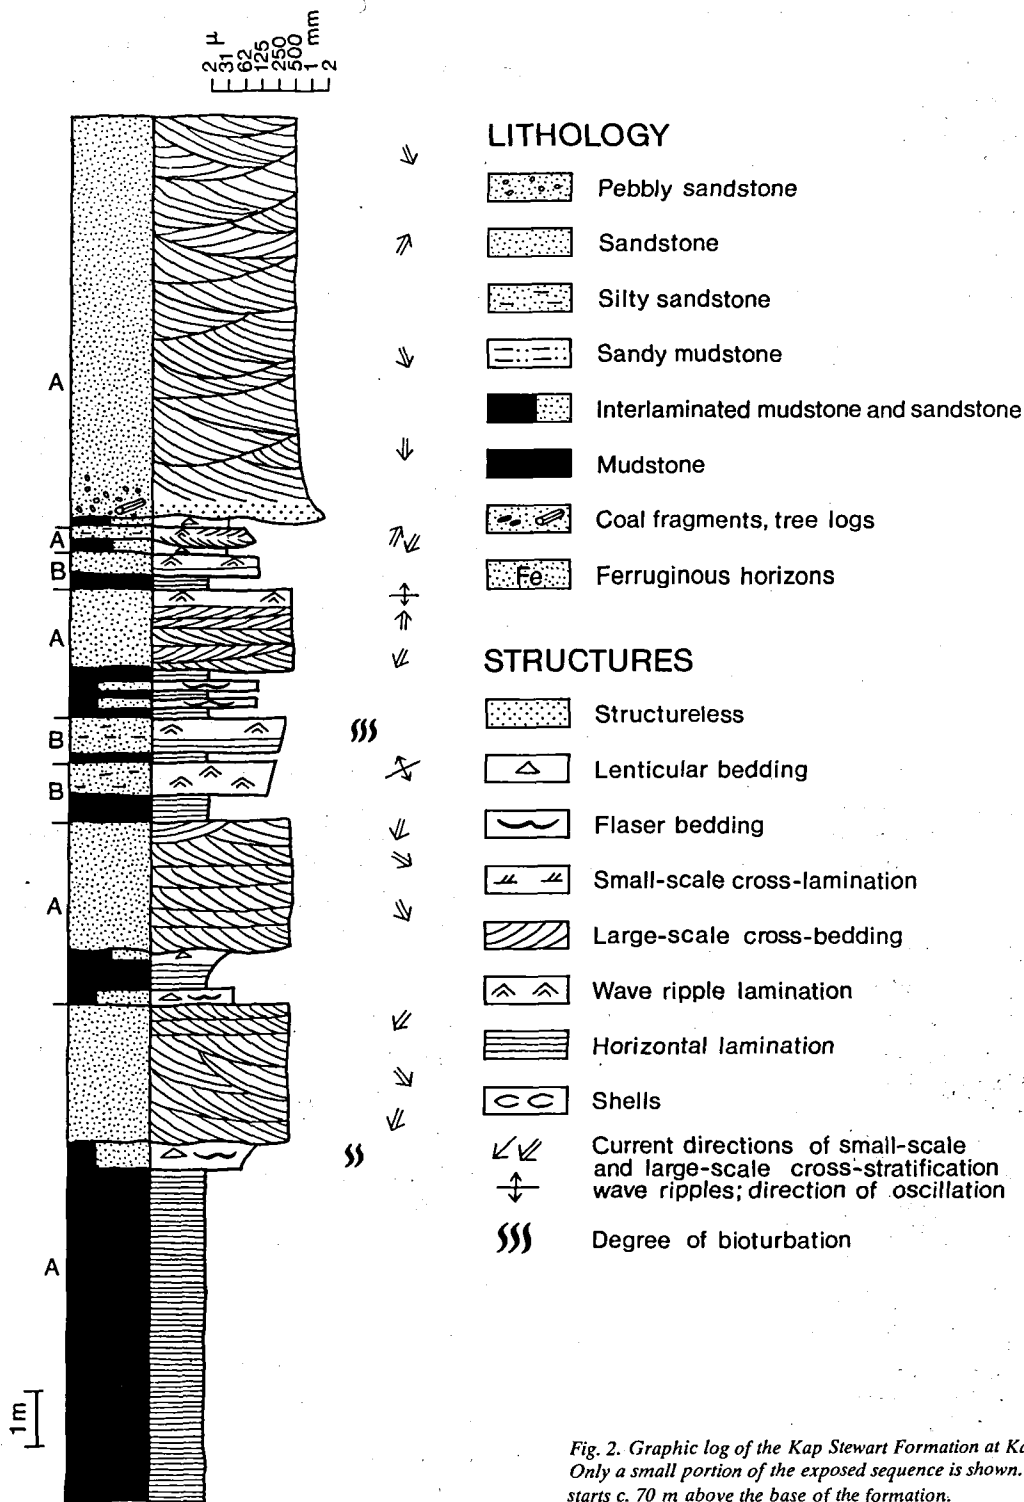 2 μ
31
62
125
250
500
1 mm
2
A
A
B
A
B
B
A
A
1m
LITHOLOGY
Pebbly sandstone
Sandstone
Silty sandstone
Sandy mudstone
Interlaminated mudstone and sandstone
Mudstone
Coal fragments, tree logs
Fe
Ferruginous horizons
STRUCTURES
Structureless
Lenticular bedding
Flaser bedding
Small-scale cross-lamination
Large-scale cross-bedding
Wave ripple lamination
Horizontal lamination
Shells
Current directions of small-scale
and large-scale cross-stratification
wave ripples; direction of oscillation
Degree of bioturbation
Fig. 2. Graphic log of the Kap Stewart Formation at Ka
Only a small portion of the exposed sequence is shown.
starts c. 70 m above the base of the formation.